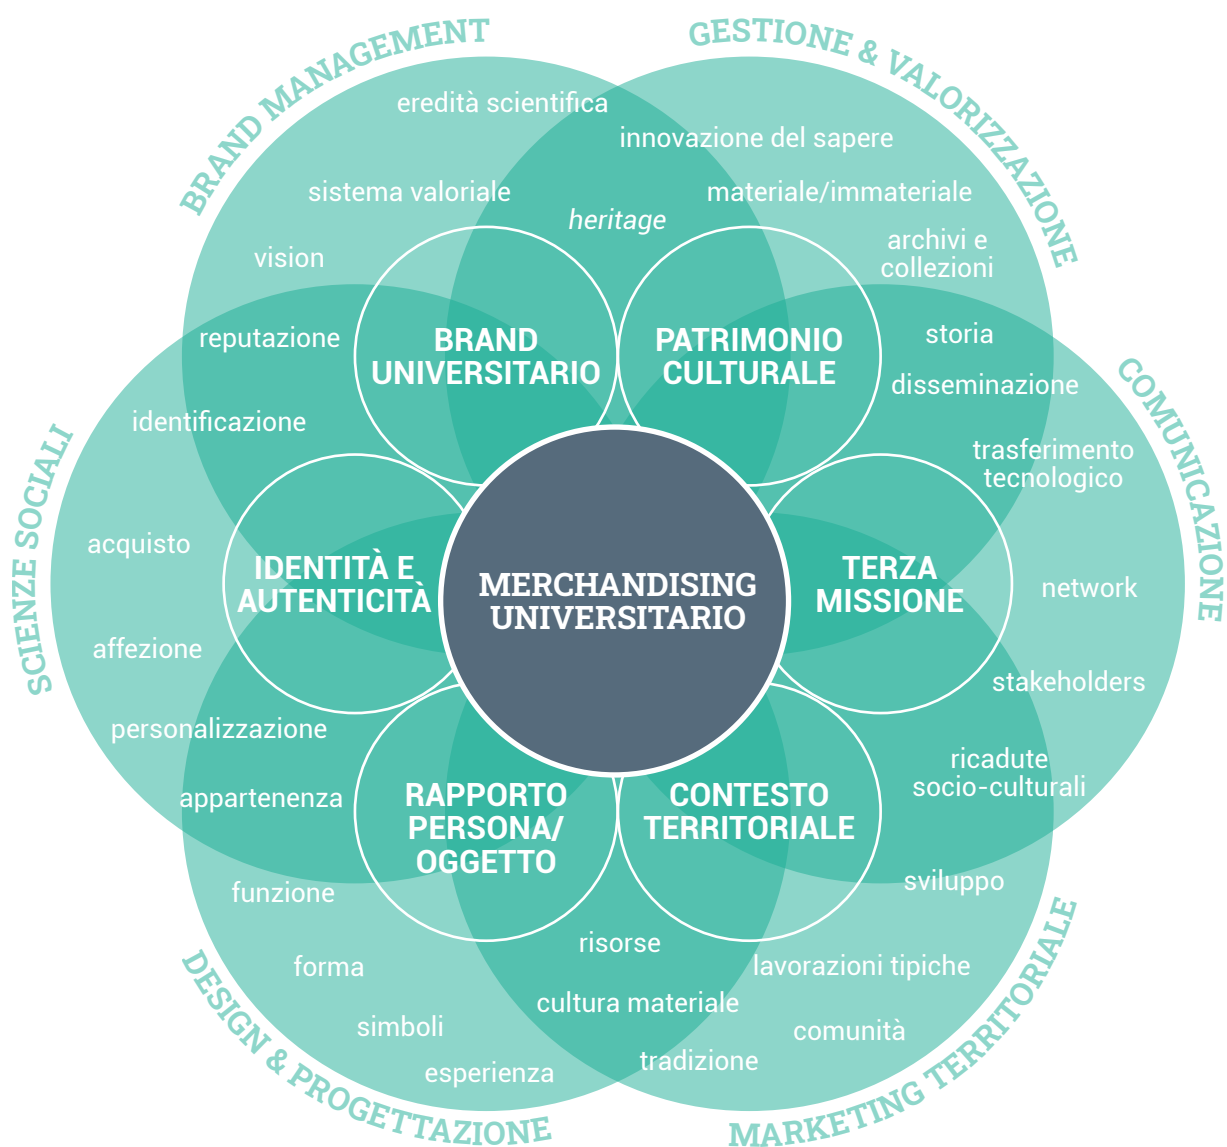 BRAND MANAGEMENT
GESTIONE & VALORIZZAZIONE
eredità scientifica
innovazione del sapere
sistema valoriale
materiale/immateriale
heritage
archivi e
collezioni
vision
reputazione
storia
BRAND
UNIVERSITARIO
PATRIMONIO
CULTURALE
disseminazione
identificazione
trasferimento
tecnologico
COMUNICAZIONE
SCIENZE SOCIALI
acquisto
IDENTITÀ E
AUTENTICITÀ
MERCHANDISING
UNIVERSITARIO
TERZA
MISSIONE
network
affezione
stakeholders
personalizzazione
ricadute
socio-culturali
appartenenza
RAPPORTO
PERSONA/
OGGETTO
CONTESTO
TERRITORIALE
funzione
sviluppo
risorse
forma
lavorazioni tipiche
cultura materiale
simboli
comunità
tradizione
esperienza
DESIGN & PROGETTAZIONE
MARKETING TERRITORIALE